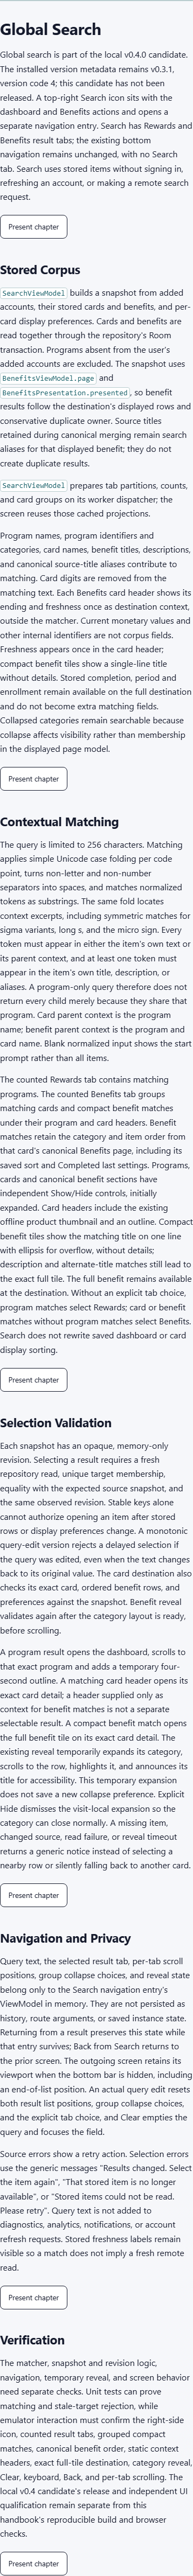 Global Search
Global search is part of the local v0.4.0 candidate.
The installed version metadata remains v0.3.1,
version code 4; this candidate has not been
released. A top-right Search icon sits with the
dashboard and Benefits actions and opens a
separate navigation entry. Search has Rewards and
Benefits result tabs; the existing bottom
navigation remains unchanged, with no Search
tab. Search uses stored items without signing in,
refreshing an account, or making a remote search
request.
Present chapter
Stored Corpus
SearchViewModel builds a snapshot from added
accounts, their stored cards and benefits, and per-
card display preferences. Cards and benefits are
read together through the repository's Room
transaction. Programs absent from the user's
added accounts are excluded. The snapshot uses
BenefitsViewModel.page and
BenefitsPresentation.presented, so benefit
results follow the destination's displayed rows and
conservative duplicate owner. Source titles
retained during canonical merging remain search
aliases for that displayed benefit; they do not
create duplicate results.
SearchViewModel prepares tab partitions, counts,
and card groups on its worker dispatcher; the
screen reuses those cached projections.
Program names, program identifiers and
categories, card names, benefit titles, descriptions,
and canonical source-title aliases contribute to
matching. Card digits are removed from the
matching text. Each Benefits card header shows its
ending and freshness once as destination context,
outside the matcher. Current monetary values and
other internal identifiers are not corpus fields.
Freshness appears once in the card header;
compact benefit tiles show a single-line title
without details. Stored completion, period and
enrollment remain available on the full destination
and do not become extra matching fields.
Collapsed categories remain searchable because
collapse affects visibility rather than membership
in the displayed page model.
Present chapter
Contextual Matching
The query is limited to 256 characters. Matching
applies simple Unicode case folding per code
point, turns non-letter and non-number
separators into spaces, and matches normalized
tokens as substrings. The same fold locates
context excerpts, including symmetric matches for
sigma variants, long s, and the micro sign. Every
token must appear in either the item's own text or
its parent context, and at least one token must
appear in the item's own title, description, or
aliases. A program-only query therefore does not
return every child merely because they share that
program. Card parent context is the program
name; benefit parent context is the program and
card name. Blank normalized input shows the start
prompt rather than all items.
The counted Rewards tab contains matching
programs. The counted Benefits tab groups
matching cards and compact benefit matches
under their program and card headers. Benefit
matches retain the category and item order from
that card's canonical Benefits page, including its
saved sort and Completed last settings. Programs,
cards and canonical benefit sections have
independent Show/Hide controls, initially
expanded. Card headers include the existing
offline product thumbnail and an outline. Compact
benefit tiles show the matching title on one line
with ellipsis for overflow, without details;
description and alternate-title matches still lead to
the exact full tile. The full benefit remains available
at the destination. Without an explicit tab choice,
program matches select Rewards; card or benefit
matches without program matches select Benefits.
Search does not rewrite saved dashboard or card
display sorting.
Present chapter
Selection Validation
Each snapshot has an opaque, memory-only
revision. Selecting a result requires a fresh
repository read, unique target membership,
equality with the expected source snapshot, and
the same observed revision. Stable keys alone
cannot authorize opening an item after stored
rows or display preferences change. A monotonic
query-edit version rejects a delayed selection if
the query was edited, even when the text changes
back to its original value. The card destination also
checks its exact card, ordered benefit rows, and
preferences against the snapshot. Benefit reveal
validates again after the category layout is ready,
before scrolling.
A program result opens the dashboard, scrolls to
that exact program and adds a temporary four-
second outline. A matching card header opens its
exact card detail; a header supplied only as
context for benefit matches is not a separate
selectable result. A compact benefit match opens
the full benefit tile on its exact card detail. The
existing reveal temporarily expands its category,
scrolls to the row, highlights it, and announces its
title for accessibility. This temporary expansion
does not save a new collapse preference. Explicit
Hide dismisses the visit-local expansion so the
category can close normally. A missing item,
changed source, read failure, or reveal timeout
returns a generic notice instead of selecting a
nearby row or silently falling back to another card.
Present chapter
Navigation and Privacy
Query text, the selected result tab, per-tab scroll
positions, group collapse choices, and reveal state
belong only to the Search navigation entry's
ViewModel in memory. They are not persisted as
history, route arguments, or saved instance state.
Returning from a result preserves this state while
that entry survives; Back from Search returns to
the prior screen. The outgoing screen retains its
viewport when the bottom bar is hidden, including
an end-of-list position. An actual query edit resets
both result list positions, group collapse choices,
and the explicit tab choice, and Clear empties the
query and focuses the field.
Source errors show a retry action. Selection errors
use the generic messages "Results changed. Select
the item again", "That stored item is no longer
available", or "Stored items could not be read.
Please retry". Query text is not added to
diagnostics, analytics, notifications, or account
refresh requests. Stored freshness labels remain
visible so a match does not imply a fresh remote
read.
Present chapter
Verification
The matcher, snapshot and revision logic,
navigation, temporary reveal, and screen behavior
need separate checks. Unit tests can prove
matching and stale-target rejection, while
emulator interaction must confirm the right-side
icon, counted result tabs, grouped compact
matches, canonical benefit order, static context
headers, exact full-tile destination, category reveal,
Clear, keyboard, Back, and per-tab scrolling. The
local v0.4 candidate's release and independent UI
qualification remain separate from this
handbook's reproducible build and browser
checks.
Present chapter